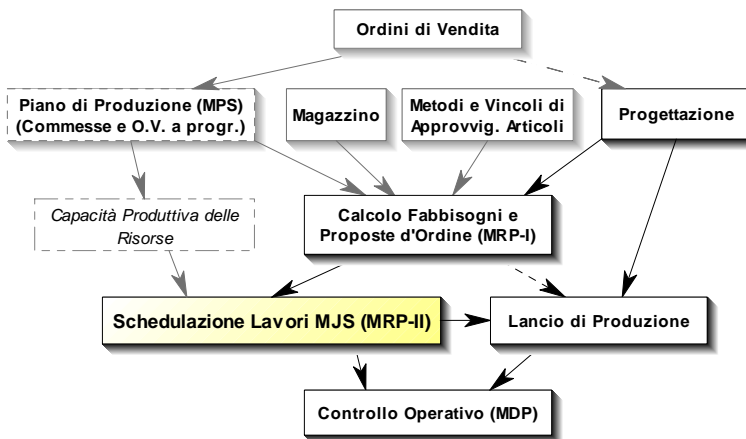 Ordini di Vendita
Piano di Produzione (MPS)
(Commesse e O.V. a progr.)
Magazzino
Metodi e Vincoli di
Approvvig. Articoli
Progettazione
Capacità Produttiva delle
Risorse
Calcolo Fabbisogni e
Proposte d'Ordine (MRP-I)
Schedulazione Lavori MJS (MRP-II)
Lancio di Produzione
Controllo Operativo (MDP)